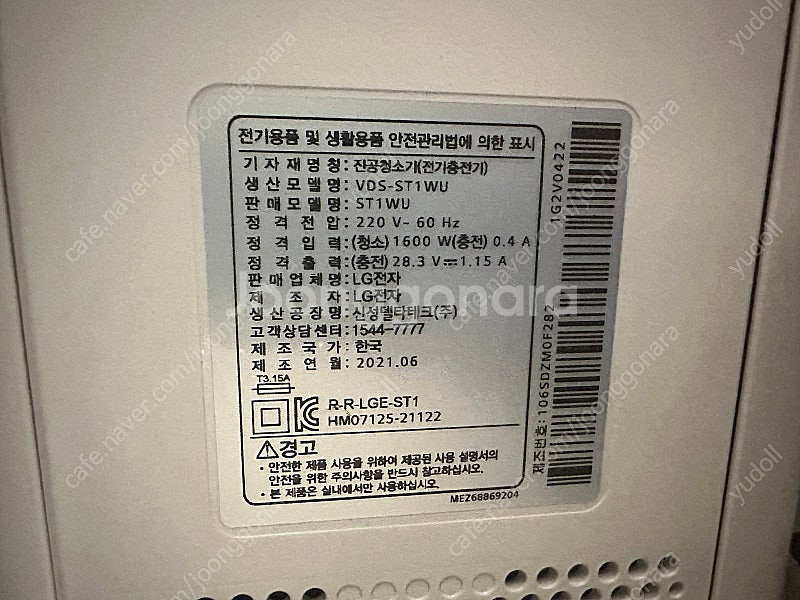 전기용품 및 생활용품 안전관리법에 의한 표시
기자재명칭: 진공청소기(전기충전기)
생산모델명: VDS-ST1WU
판매모델명: ST1WU
정격전압: 220 V~ 60 Hz
정격입력: (청소) 1600 W(충전) 0.4 A
정격출력: (충전) 28.3 V⎓1.15 A
판매업체명: LG전자
제조자: LG전자
생산공장명: 신성델타테크(주)
고객상담센터: 1544-7777
제조국가: 한국
제조연월: 2021.06
T3.15A
R-R-LGE-ST1
HM07125-21122
⚠경고
• 안전한 제품 사용을 위하여 제공된 사용 설명서의
안전을 위한 주의사항을 반드시 참고하십시오.
• 본 제품은 실내에서만 사용하십시오.
MEZ68869204
1G2V0422
제조번호: 106SDZM0F282
joonggonara
cafe.naver.com/joonggonara
yudoll